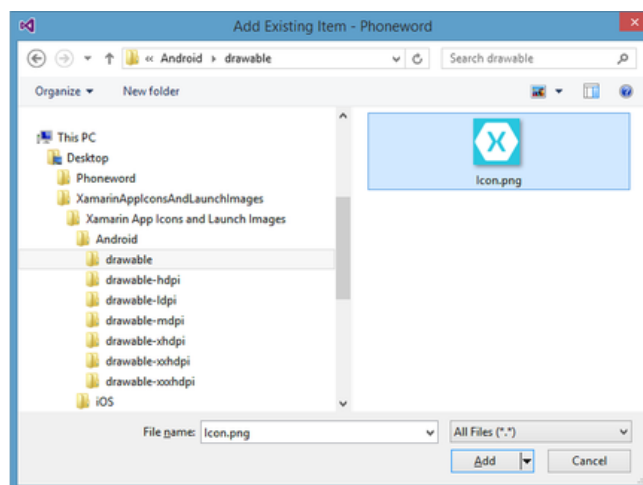 Add Existing Item - Phoneword
« Android drawable
Search drawable
Organize
New folder
This PC
Desktop
Phoneword
XamarinAppIconsAndLaunchImages
Xamarin App Icons and Launch Images
Android
drawable
drawable-hdpi
drawable-ldpi
drawable-mdpi
drawable-xhdpi
drawable-xxhdpi
drawable-xxxhdpi
iOS
Icon.png
File name: Icon.png
All Files (*.*)
Add
Cancel